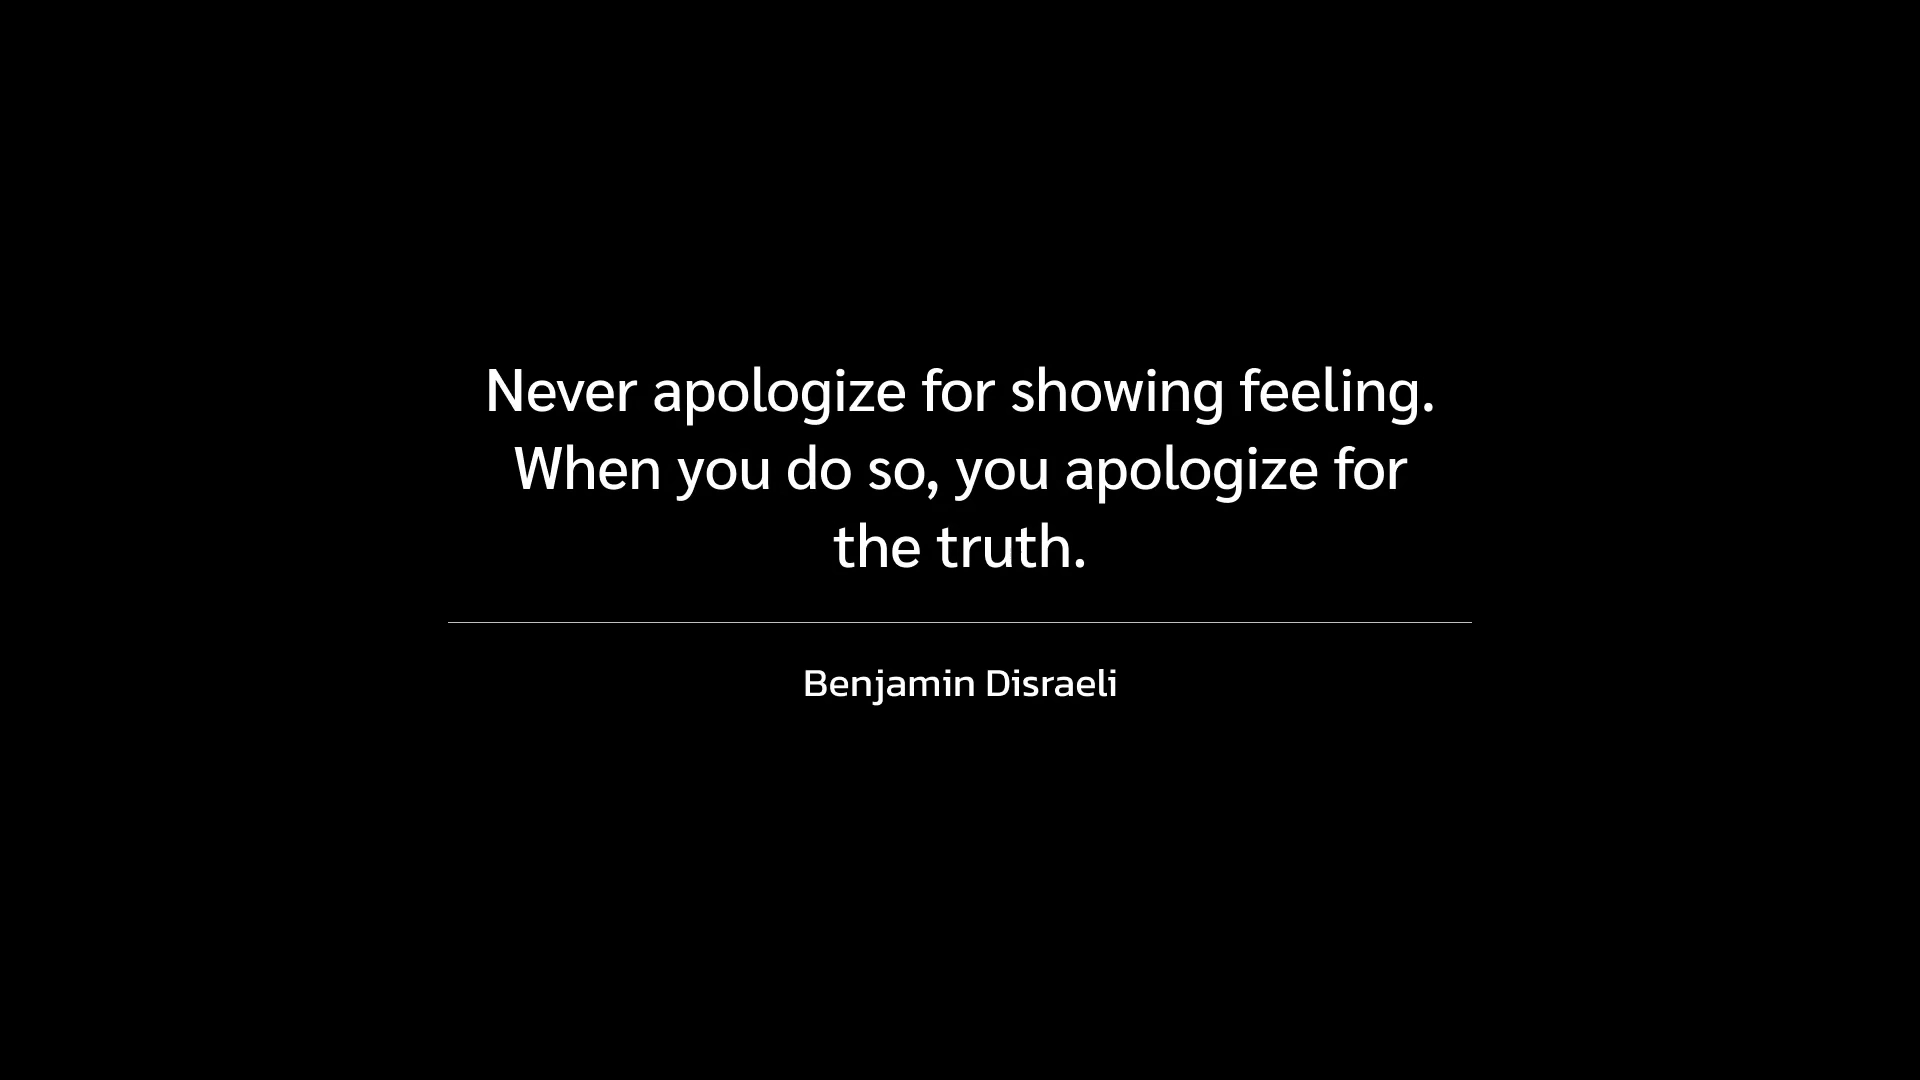 Never apologize for showing feeling.
When you do so, you apologize for
the truth.
Benjamin Disraeli